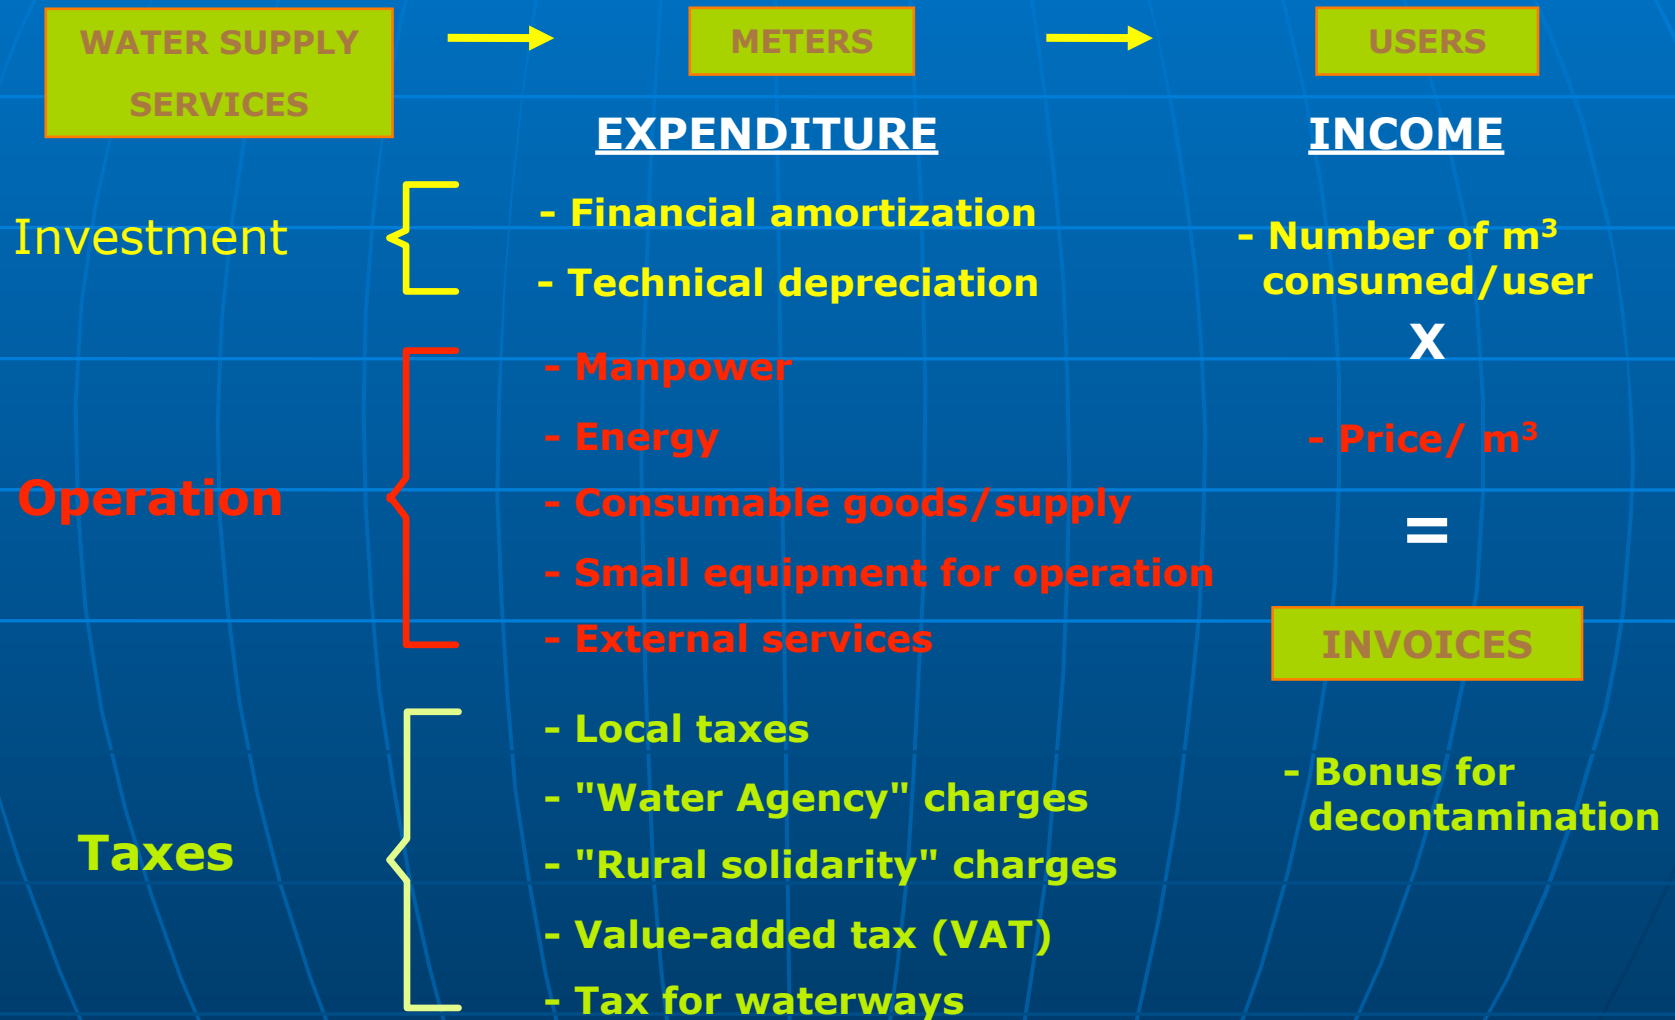 WATER SUPPLY
SERVICES
METERS
USERS
EXPENDITURE
INCOME
Investment
- Financial amortization
- Technical depreciation
- Number of m³
consumed/user
x
- Price/ m³
=
INVOICES
Operation
- Manpower
- Energy
- Consumable goods/supply
- Small equipment for operation
- External services
Taxes
- Local taxes
- "Water Agency" charges
- "Rural solidarity" charges
- Value-added tax (VAT)
- Tax for waterways
- Bonus for
decontamination